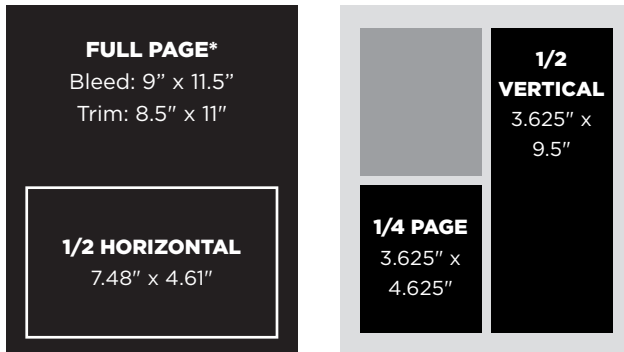 FULL PAGE*
Bleed: 9” x 11.5”
Trim: 8.5" x 11"
1/2 HORIZONTAL
7.48" x 4.61"
1/2
VERTICAL
3.625" x
9.5"
1/4 PAGE
3.625" x
4.625"